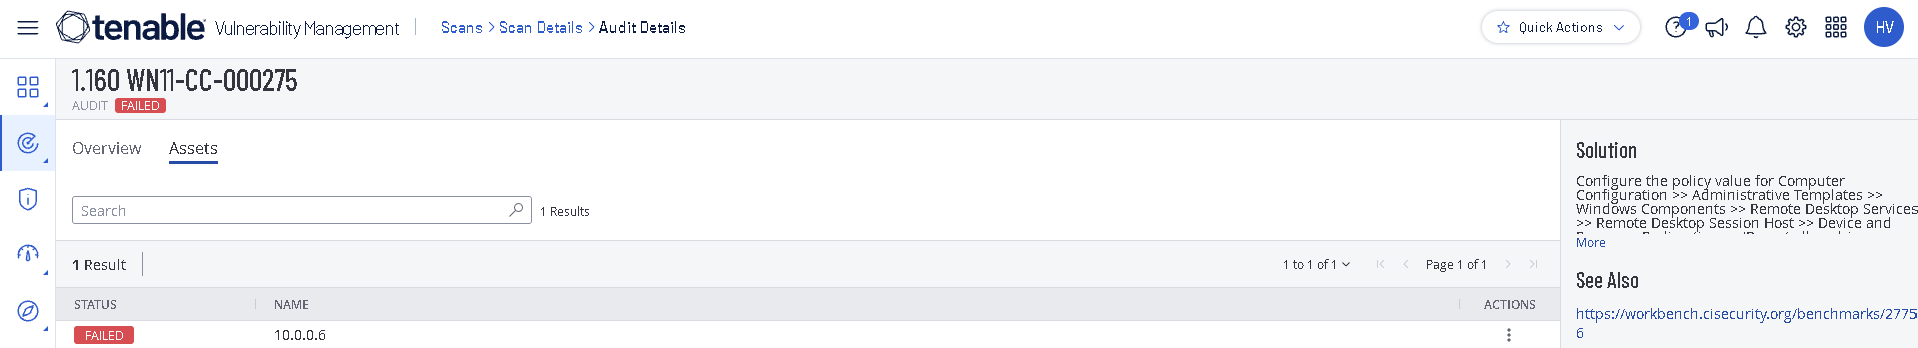 tenable Vulnerability Management Scans > Scan Details > Audit Details Quick Actions 1 HV
1.160 WN11-CC-000275
AUDIT FAILED
Overview Assets
Search 1 Results
1 Result 1 to 1 of 1 Page 1 of 1
STATUS NAME ACTIONS
FAILED 10.0.0.6
Solution
Configure the policy value for Computer
Configuration >> Administrative Templates >>
Windows Components >> Remote Desktop Services
>> Remote Desktop Session Host >> Device and
More
See Also
https://workbench.cisecurity.org/benchmarks/2775
6